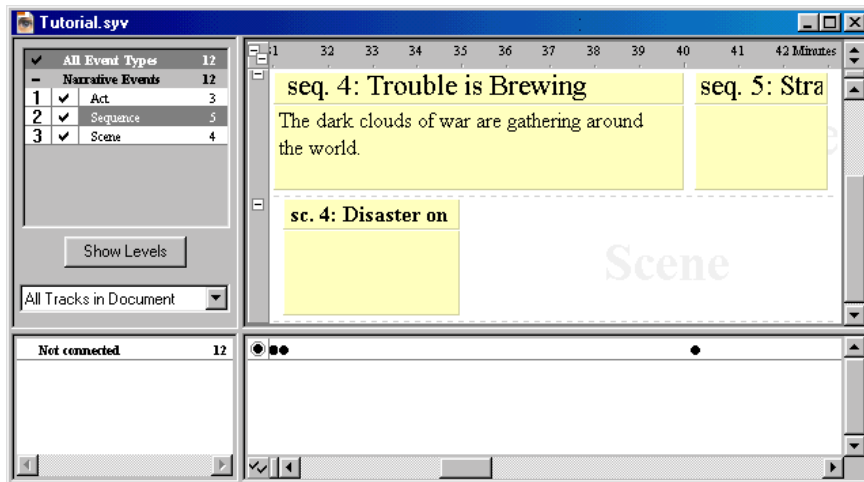 Tutorial.syv
All Event Types 12
Narrative Events 12
1 Act 3
2 Sequence 5
3 Scene 4
Show Levels
All Tracks in Document
32 33 34 35 36 37 38 39 40 41 42 Minutes
seq. 4: Trouble is Brewing
The dark clouds of war are gathering around
the world.
seq. 5: Stra
sc. 4: Disaster on
Scene
Not connected 12